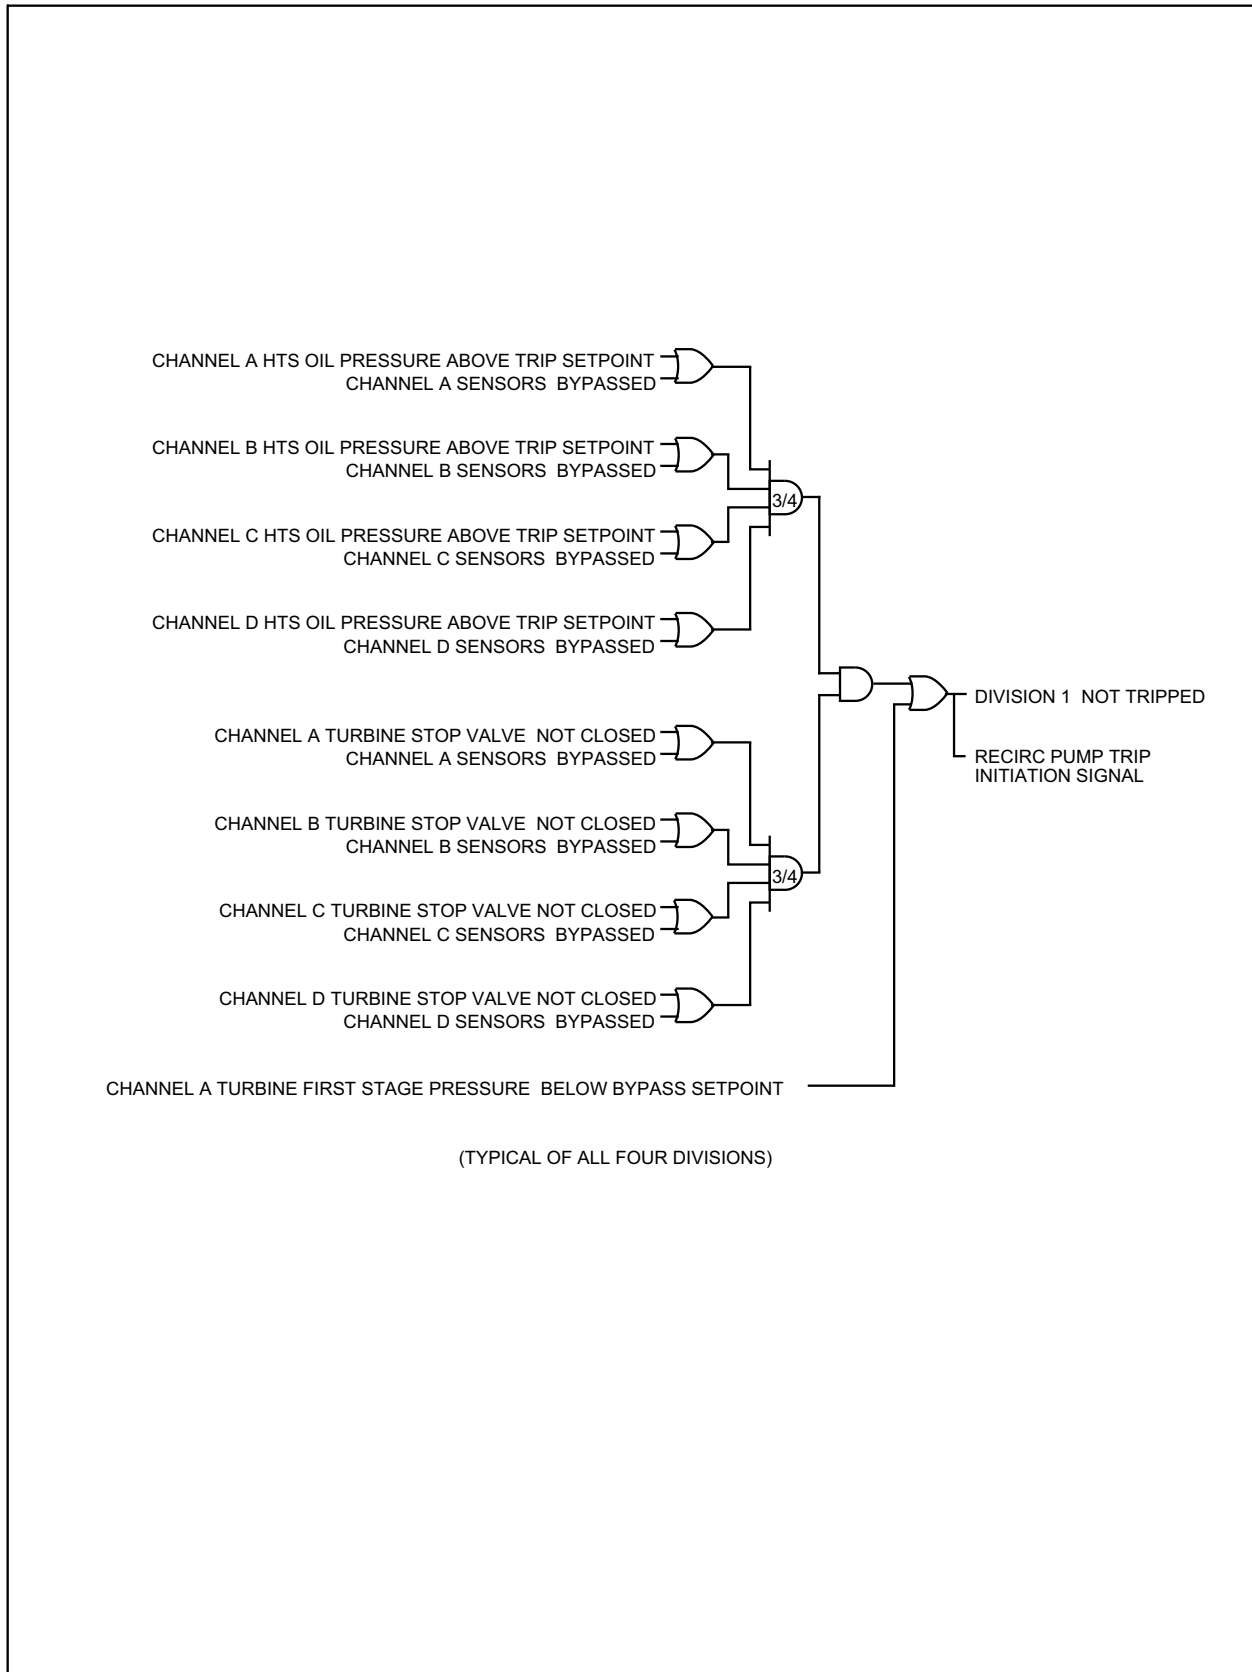 CHANNEL A HTS OIL PRESSURE ABOVE TRIP SETPOINT
CHANNEL A SENSORS BYPASSED
CHANNEL B HTS OIL PRESSURE ABOVE TRIP SETPOINT
CHANNEL B SENSORS BYPASSED
3/4
CHANNEL C HTS OIL PRESSURE ABOVE TRIP SETPOINT
CHANNEL C SENSORS BYPASSED
CHANNEL D HTS OIL PRESSURE ABOVE TRIP SETPOINT
CHANNEL D SENSORS BYPASSED
DIVISION 1 NOT TRIPPED
RECIRC PUMP TRIP
INITIATION SIGNAL
CHANNEL A TURBINE STOP VALVE NOT CLOSED
CHANNEL A SENSORS BYPASSED
CHANNEL B TURBINE STOP VALVE NOT CLOSED
CHANNEL B SENSORS BYPASSED
3/4
CHANNEL C TURBINE STOP VALVE NOT CLOSED
CHANNEL C SENSORS BYPASSED
CHANNEL D TURBINE STOP VALVE NOT CLOSED
CHANNEL D SENSORS BYPASSED
CHANNEL A TURBINE FIRST STAGE PRESSURE BELOW BYPASS SETPOINT
(TYPICAL OF ALL FOUR DIVISIONS)